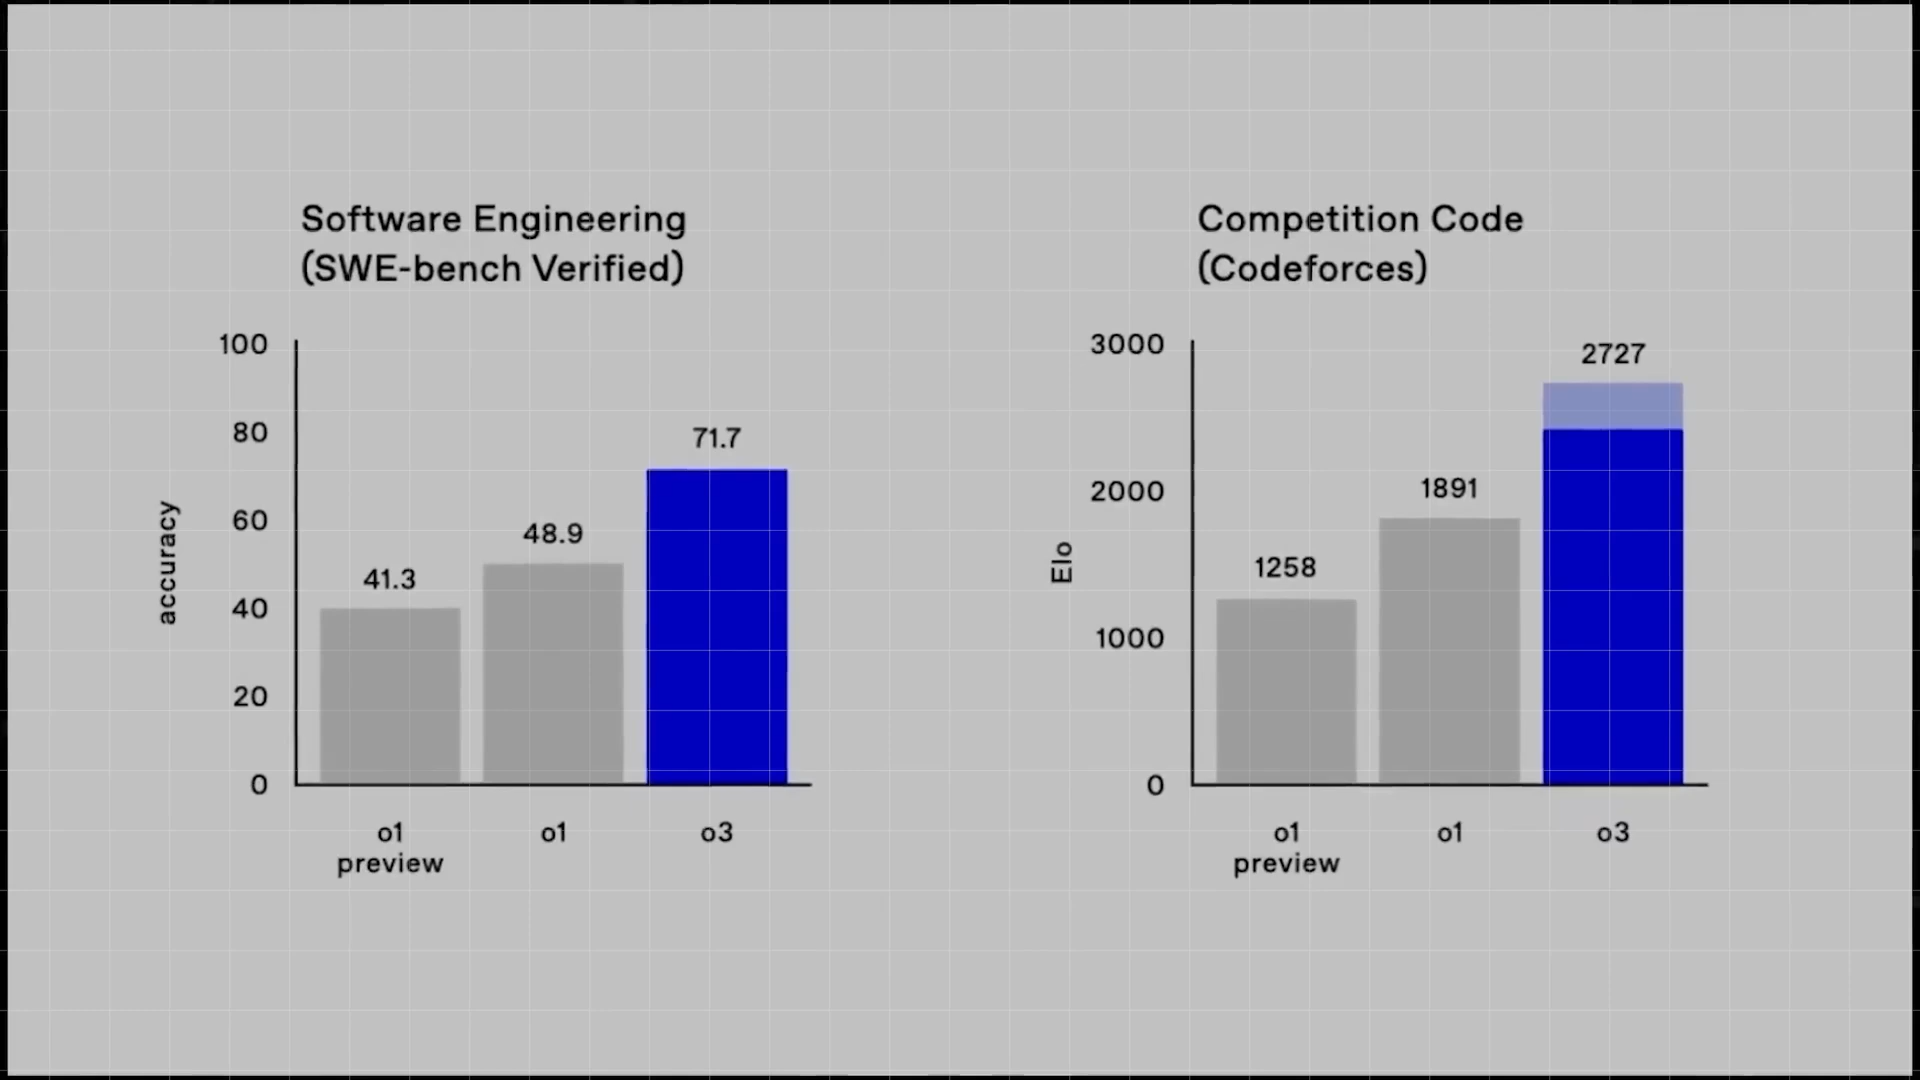 Software Engineering
(SWE-bench Verified)
100
80
60
40
20
0
accuracy
41.3
48.9
71.7
o1
preview
o1
o3
Competition Code
(Codeforces)
3000
2000
1000
0
Elo
1258
1891
2727
o1
preview
o1
o3